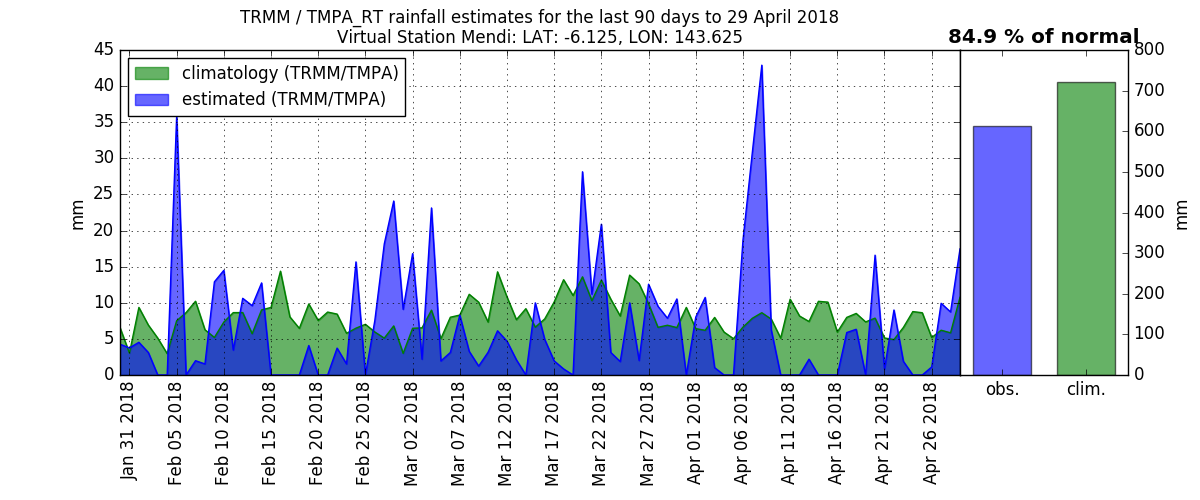 TRMM / TMPA_RT rainfall estimates for the last 90 days to 29 April 2018
Virtual Station Mendi: LAT: -6.125, LON: 143.625
84.9 % of normal
climatology (TRMM/TMPA)
estimated (TRMM/TMPA)
mm
45
40
35
30
25
20
15
10
5
0
Jan 31 2018
Feb 05 2018
Feb 10 2018
Feb 15 2018
Feb 20 2018
Feb 25 2018
Mar 02 2018
Mar 07 2018
Mar 12 2018
Mar 17 2018
Mar 22 2018
Mar 27 2018
Apr 01 2018
Apr 06 2018
Apr 11 2018
Apr 16 2018
Apr 21 2018
Apr 26 2018
obs.
clim.
800
700
600
500
400
300
200
100
0
mm